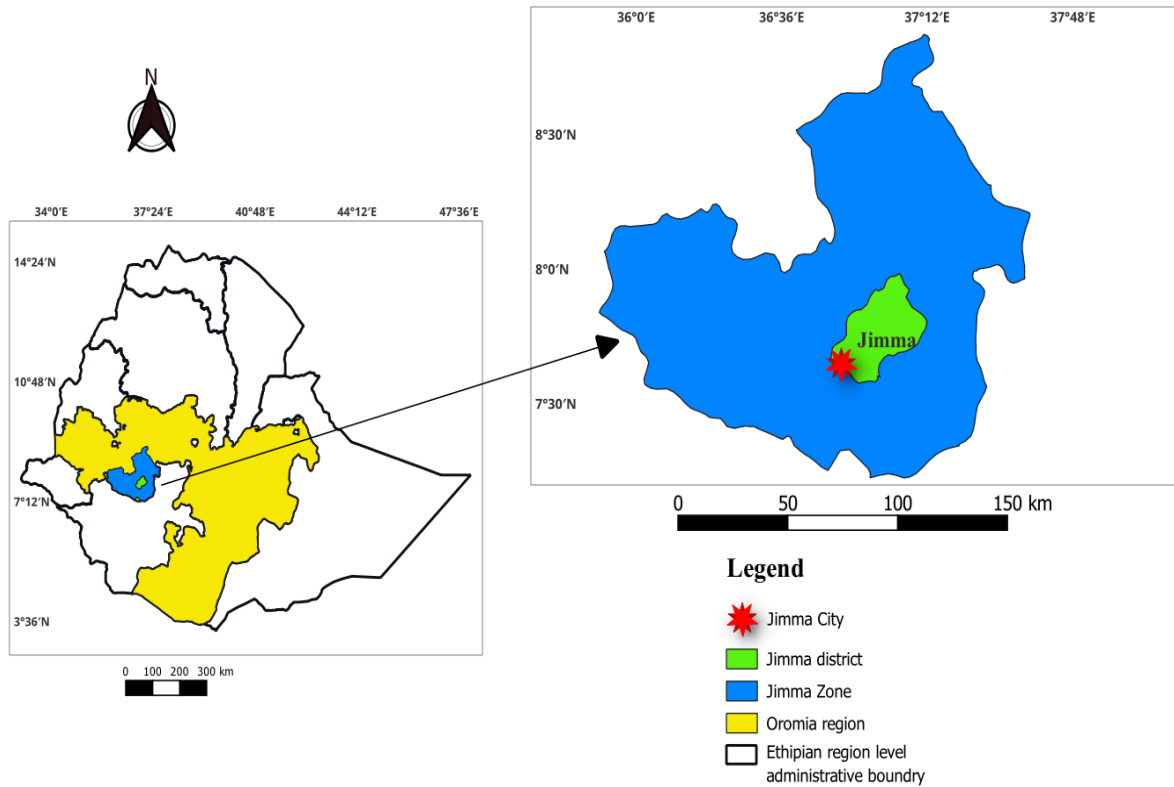 N
34°0′E 37°24′E 40°48′E 44°12′E 47°36′E
14°24′N
10°48′N
7°12′N
3°36′N
0 100 200 300 km
36°0′E 36°36′E 37°12′E 37°48′E
8°30′N
8°0′N
7°30′N
Jimma
0 50 100 150 km
Legend
Jimma City
Jimma district
Jimma Zone
Oromia region
Ethipian region level
administrative boundry